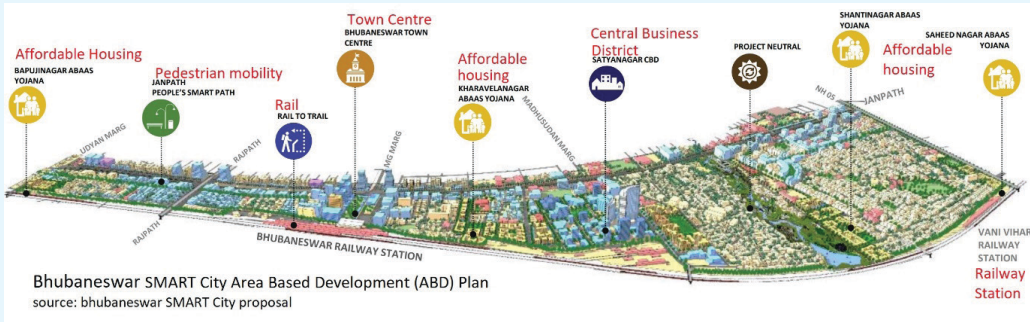 Affordable Housing
BAPUJINAGAR ABAAS
YOJANA
Pedestrian mobility
JANPATH
PEOPLE'S SMART PATH
Rail
RAIL TO TRAIL
Town Centre
BHUBANESWAR TOWN
CENTRE
Affordable
housing
KHARAVELANAGAR
ABAAS YOJANA
Central Business
District
SATYANAGAR CBD
PROJECT NEUTRAL
SHANTINAGAR ABAAS
YOJANA
Affordable
housing
SAHEED NAGAR ABAAS
YOJANA
UDYAN MARG
RAJPATH
MG MARG
MADHUSUDAN MARG
NH 05
JANPATH
RAJPATH
BHUBANESWAR RAILWAY STATION
VANI VIHAR
RAILWAY
STATION
Railway
Station
Bhubaneswar SMART City Area Based Development (ABD) Plan
source: bhubaneswar SMART City proposal